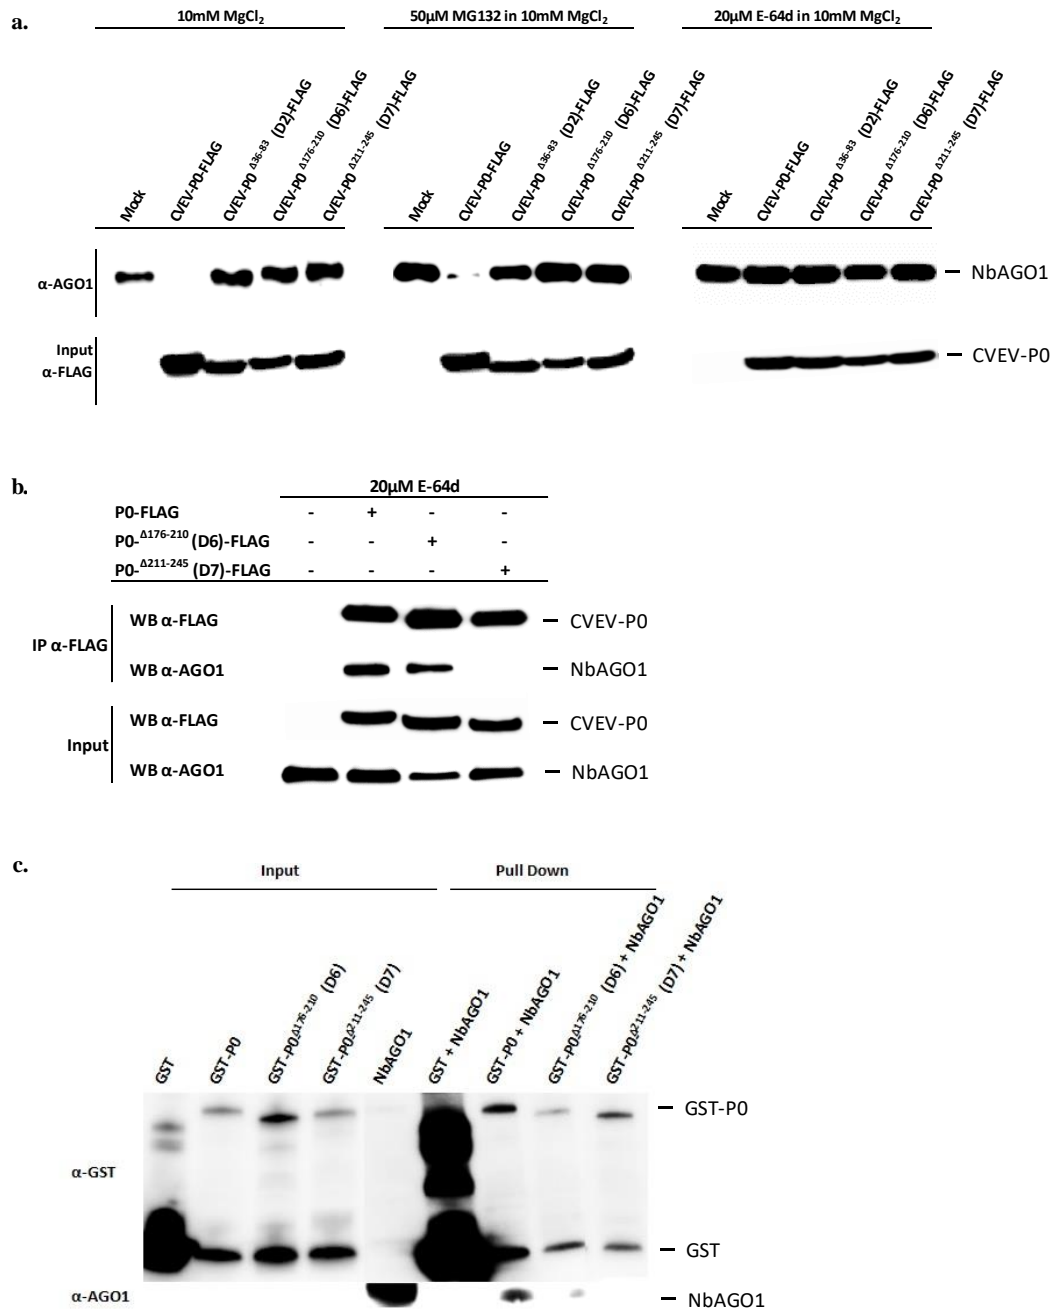 a.
10mM MgCl₂
50µM MG132 in 10mM MgCl₂
20µM E-64d in 10mM MgCl₂
Mock
CVEV-P0-FLAG
CVEV-P0 Δ36-83 (D2)-FLAG
CVEV-P0 Δ176-210 (D6)-FLAG
CVEV-P0 Δ211-245 (D7)-FLAG
Mock
CVEV-P0-FLAG
CVEV-P0 Δ36-83 (D2)-FLAG
CVEV-P0 Δ176-210 (D6)-FLAG
CVEV-P0 Δ211-245 (D7)-FLAG
Mock
CVEV-P0-FLAG
CVEV-P0 Δ36-83 (D2)-FLAG
CVEV-P0 Δ176-210 (D6)-FLAG
CVEV-P0 Δ211-245 (D7)-FLAG
α-AGO1
NbAGO1
Input
α-FLAG
CVEV-P0
b.
20µM E-64d
P0-FLAG - + - -
P0-Δ176-210 (D6)-FLAG - - + -
P0-Δ211-245 (D7)-FLAG - - - +
IP α-FLAG
WB α-FLAG
CVEV-P0
WB α-AGO1
NbAGO1
Input
WB α-FLAG
CVEV-P0
WB α-AGO1
NbAGO1
c.
Input
Pull Down
GST
GST-P0
GST-P0Δ176-210 (D6)
GST-P0Δ211-245 (D7)
NbAGO1
GST + NbAGO1
GST-P0 + NbAGO1
GST-P0Δ176-210 (D6) + NbAGO1
GST-P0Δ211-245 (D7) + NbAGO1
GST-P0
α-GST
GST
α-AGO1
NbAGO1